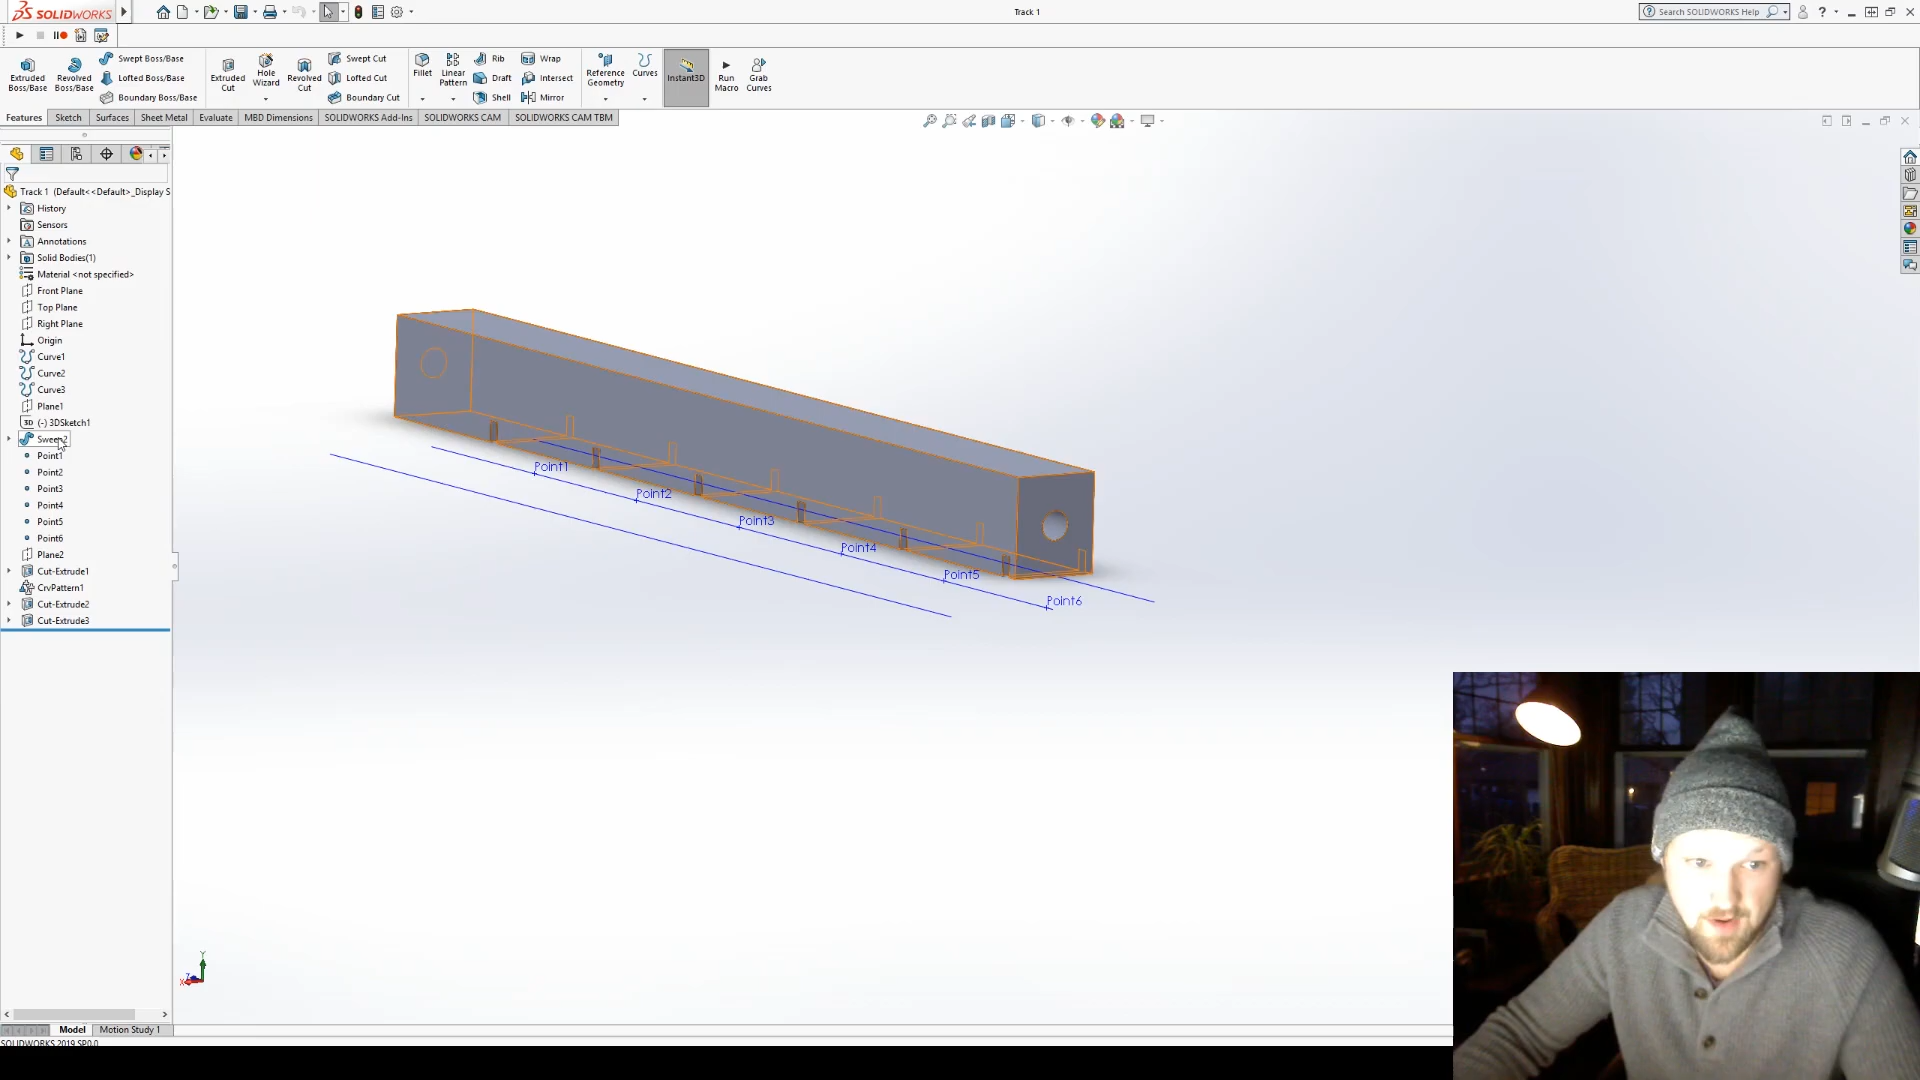 SOLIDWORKS
Track 1
Search SOLIDWORKS Help
Extruded Boss/Base
Revolved Boss/Base
Swept Boss/Base
Lofted Boss/Base
Boundary Boss/Base
Extruded Cut
Hole Wizard
Revolved Cut
Swept Cut
Lofted Cut
Boundary Cut
Fillet
Linear Pattern
Rib
Draft
Shell
Wrap
Intersect
Mirror
Reference Geometry
Curves
Instant3D
Run Macro
Grab Curves
Features
Sketch
Surfaces
Sheet Metal
Evaluate
MBD Dimensions
SOLIDWORKS Add-Ins
SOLIDWORKS CAM
SOLIDWORKS CAM TBM
Track 1 (Default<<Default>_Display S
History
Sensors
Annotations
Solid Bodies(1)
Material <not specified>
Front Plane
Top Plane
Right Plane
Origin
Curve1
Curve2
Curve3
Plane1
3D (-) 3DSketch1
Sweep2
Point1
Point2
Point3
Point4
Point5
Point6
Plane2
Cut-Extrude1
CrvPattern1
Cut-Extrude2
Cut-Extrude3
Point1
Point2
Point3
Point4
Point5
Point6
Y
X
Z
Model
Motion Study 1
SOLIDWORKS 2019 SP0.0